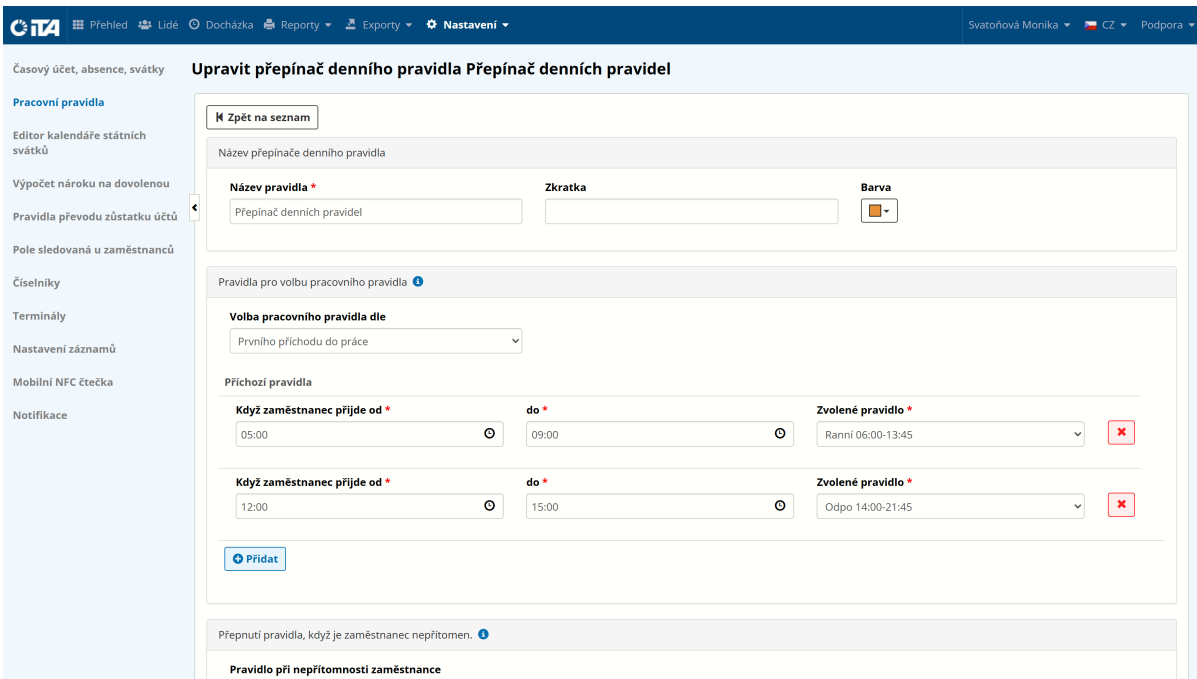 iTA Přehled Lidé Docházka Reporty Exporty Nastavení Svatoňová Monika CZ Podpora
Časový účet, absence, svátky
Pracovní pravidla
Editor kalendáře státních
svátků
Výpočet nároku na dovolenou
Pravidla převodu zůstatku účtů
Pole sledovaná u zaměstnanců
Číselníky
Terminály
Nastavení záznamů
Mobilní NFC čtečka
Notifikace
Upravit přepínač denního pravidla Přepínač denních pravidel
Zpět na seznam
Název přepínače denního pravidla
Název pravidla * Zkratka Barva
Přepínač denních pravidel
Pravidla pro volbu pracovního pravidla
Volba pracovního pravidla dle
Prvního příchodu do práce
Příchozí pravidla
Když zaměstnanec přijde od * do * Zvolené pravidlo *
05:00 09:00 Ranní 06:00-13:45
Když zaměstnanec přijde od * do * Zvolené pravidlo *
12:00 15:00 Odpo 14:00-21:45
Přidat
Přepnutí pravidla, když je zaměstnanec nepřítomen.
Pravidlo při nepřítomnosti zaměstnance